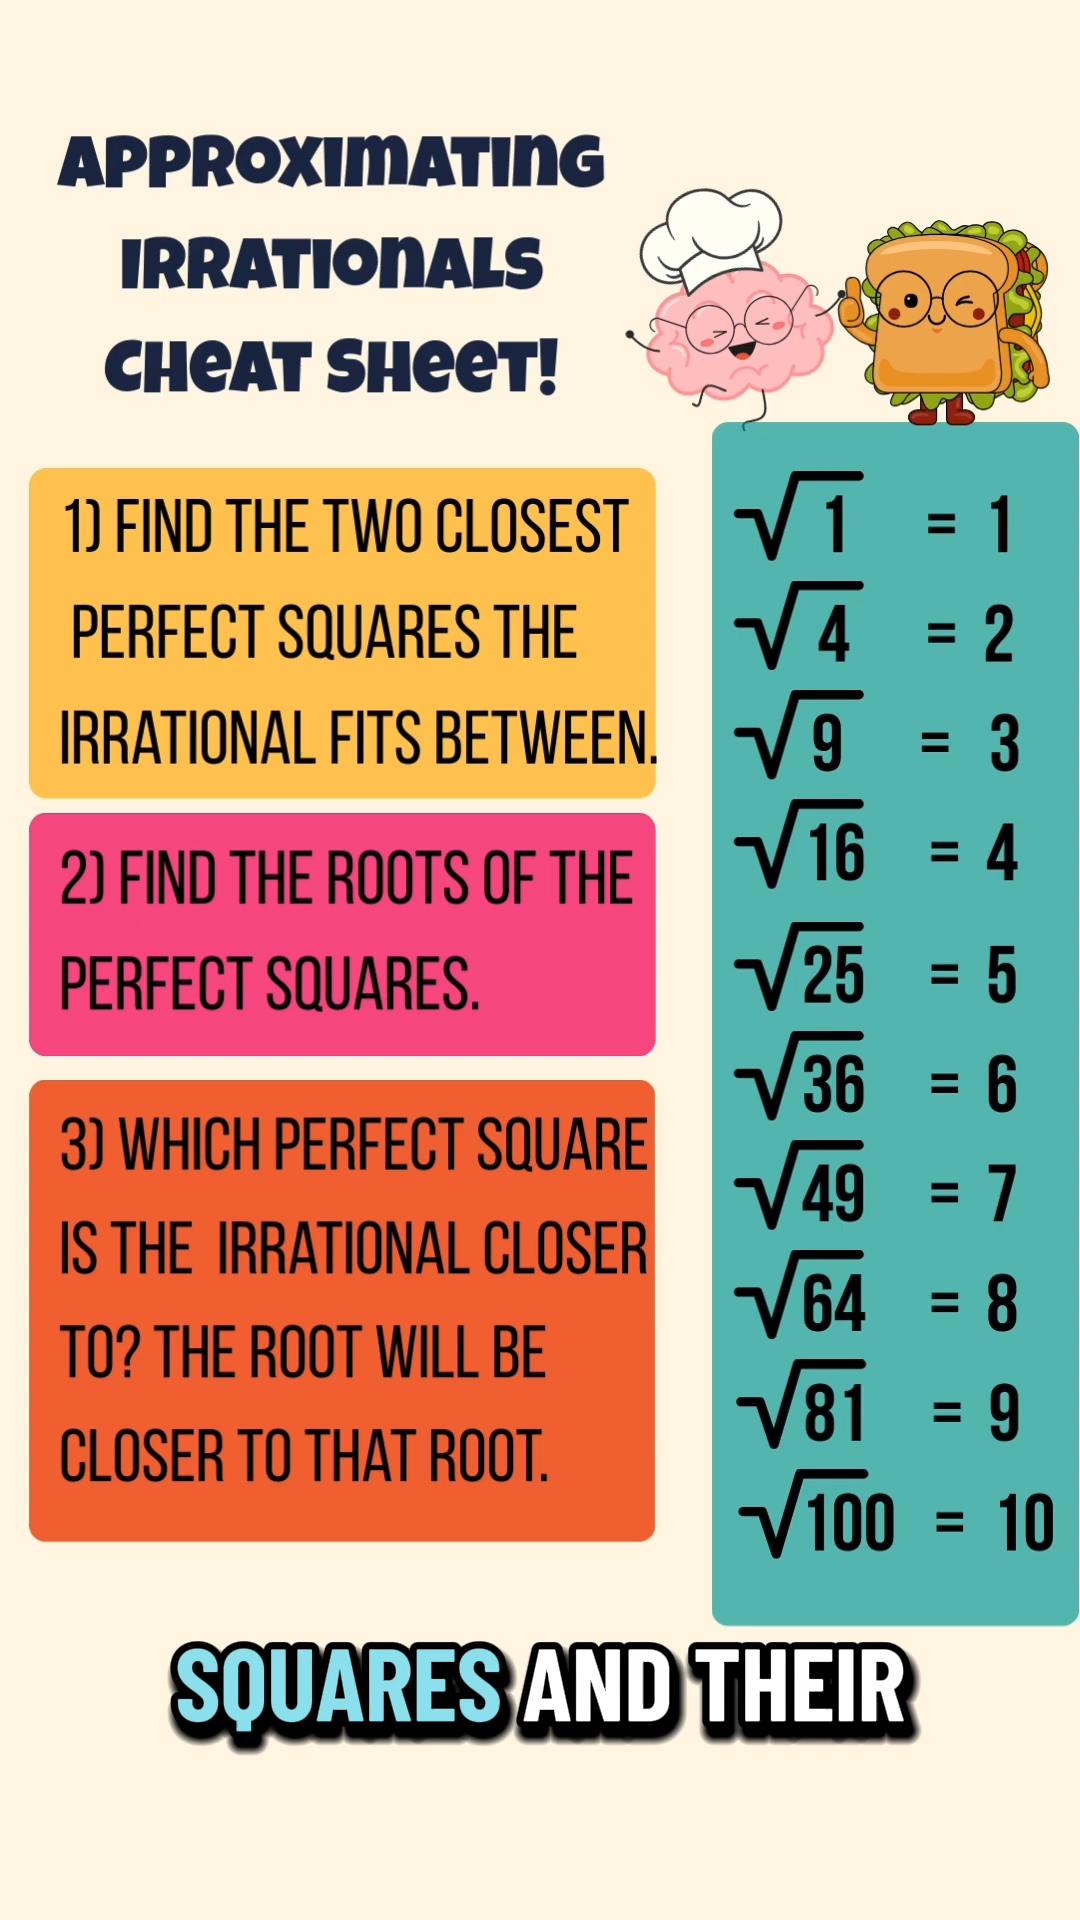 APPROXIMATING
IRRATIONALS
CHEAT SHEET!
1) FIND THE TWO CLOSEST
PERFECT SQUARES THE
IRRATIONAL FITS BETWEEN.
2) FIND THE ROOTS OF THE
PERFECT SQUARES.
3) WHICH PERFECT SQUARE
IS THE IRRATIONAL CLOSER
TO? THE ROOT WILL BE
CLOSER TO THAT ROOT.
√1 = 1
√4 = 2
√9 = 3
√16 = 4
√25 = 5
√36 = 6
√49 = 7
√64 = 8
√81 = 9
√100 = 10
SQUARES AND THEIR